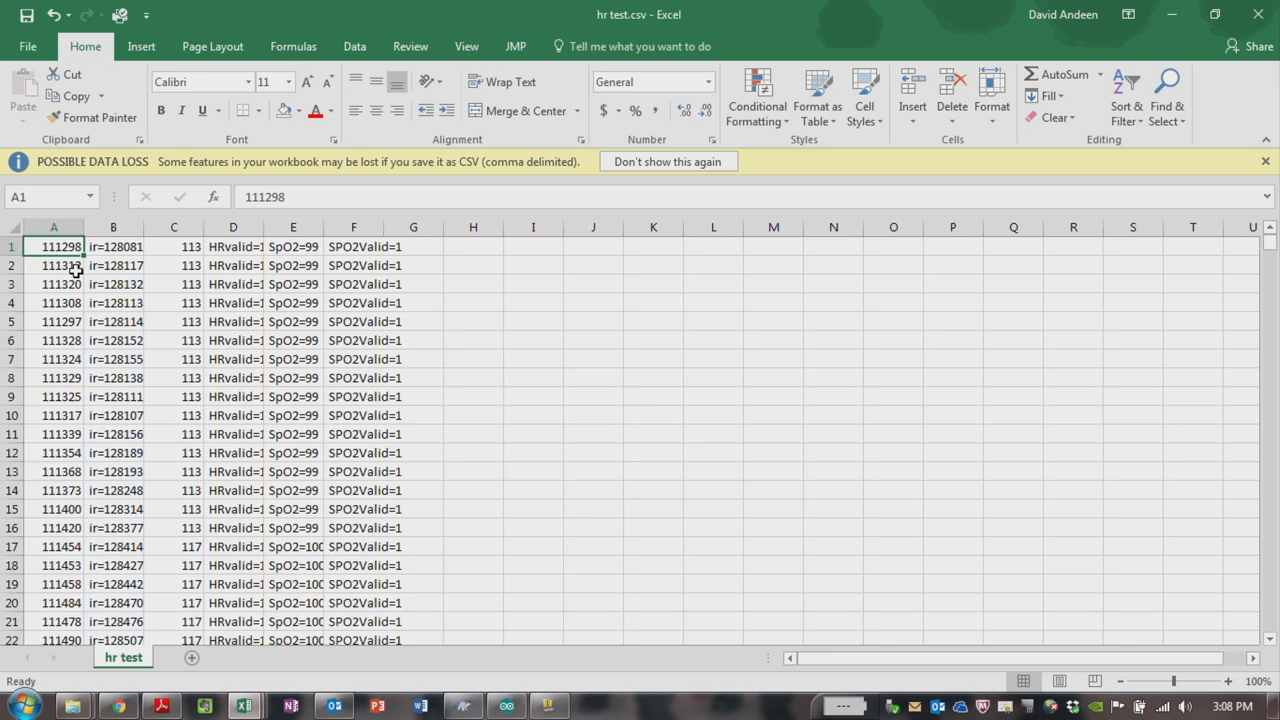 hr test.csv - Excel
David Andeen
File Home Insert Page Layout Formulas Data Review View JMP Tell me what you want to do Share
Paste
Cut
Copy
Format Painter
Clipboard
Calibri 11
B I U
Font
Wrap Text
Merge & Center
Alignment
General
$ % ,
Number
Conditional Formatting
Format as Table
Cell Styles
Styles
Insert Delete Format
Cells
AutoSum
Fill
Clear
Sort & Filter
Find & Select
Editing
POSSIBLE DATA LOSS Some features in your workbook may be lost if you save it as CSV (comma delimited). Don't show this again
A1 fx 111298
A B C D E F G H I J K L M N O P Q R S T U
1 111298 ir=128081 113 HRvalid=1 SpO2=99 SPO2Valid=1
2 111312 ir=128117 113 HRvalid=1 SpO2=99 SPO2Valid=1
3 111320 ir=128132 113 HRvalid=1 SpO2=99 SPO2Valid=1
4 111308 ir=128113 113 HRvalid=1 SpO2=99 SPO2Valid=1
5 111297 ir=128114 113 HRvalid=1 SpO2=99 SPO2Valid=1
6 111328 ir=128152 113 HRvalid=1 SpO2=99 SPO2Valid=1
7 111324 ir=128155 113 HRvalid=1 SpO2=99 SPO2Valid=1
8 111329 ir=128138 113 HRvalid=1 SpO2=99 SPO2Valid=1
9 111325 ir=128111 113 HRvalid=1 SpO2=99 SPO2Valid=1
10 111317 ir=128107 113 HRvalid=1 SpO2=99 SPO2Valid=1
11 111339 ir=128156 113 HRvalid=1 SpO2=99 SPO2Valid=1
12 111354 ir=128189 113 HRvalid=1 SpO2=99 SPO2Valid=1
13 111368 ir=128193 113 HRvalid=1 SpO2=99 SPO2Valid=1
14 111373 ir=128248 113 HRvalid=1 SpO2=99 SPO2Valid=1
15 111400 ir=128314 113 HRvalid=1 SpO2=99 SPO2Valid=1
16 111420 ir=128377 113 HRvalid=1 SpO2=99 SPO2Valid=1
17 111454 ir=128414 117 HRvalid=1 SpO2=100 SPO2Valid=1
18 111453 ir=128427 117 HRvalid=1 SpO2=100 SPO2Valid=1
19 111458 ir=128442 117 HRvalid=1 SpO2=100 SPO2Valid=1
20 111484 ir=128470 117 HRvalid=1 SpO2=100 SPO2Valid=1
21 111478 ir=128476 117 HRvalid=1 SpO2=100 SPO2Valid=1
22 111490 ir=128507 117 HRvalid=1 SpO2=100 SPO2Valid=1
hr test
Ready 100%
3:08 PM